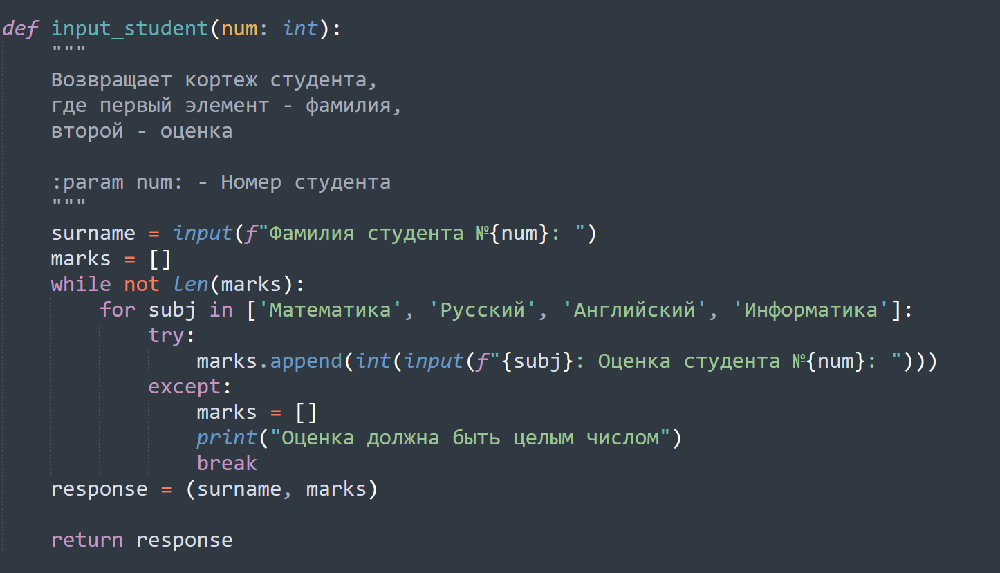 def input_student(num: int):
    """
    Возвращает кортеж студента,
    где первый элемент - фамилия,
    второй - оценка

    :param num: - Номер студента
    """
    surname = input(f"Фамилия студента №{num}: ")
    marks = []
    while not len(marks):
        for subj in ['Математика', 'Русский', 'Английский', 'Информатика']:
            try:
                marks.append(int(input(f"{subj}: Оценка студента №{num}: ")))
            except:
                marks = []
                print("Оценка должна быть целым числом")
                break
    response = (surname, marks)

    return response